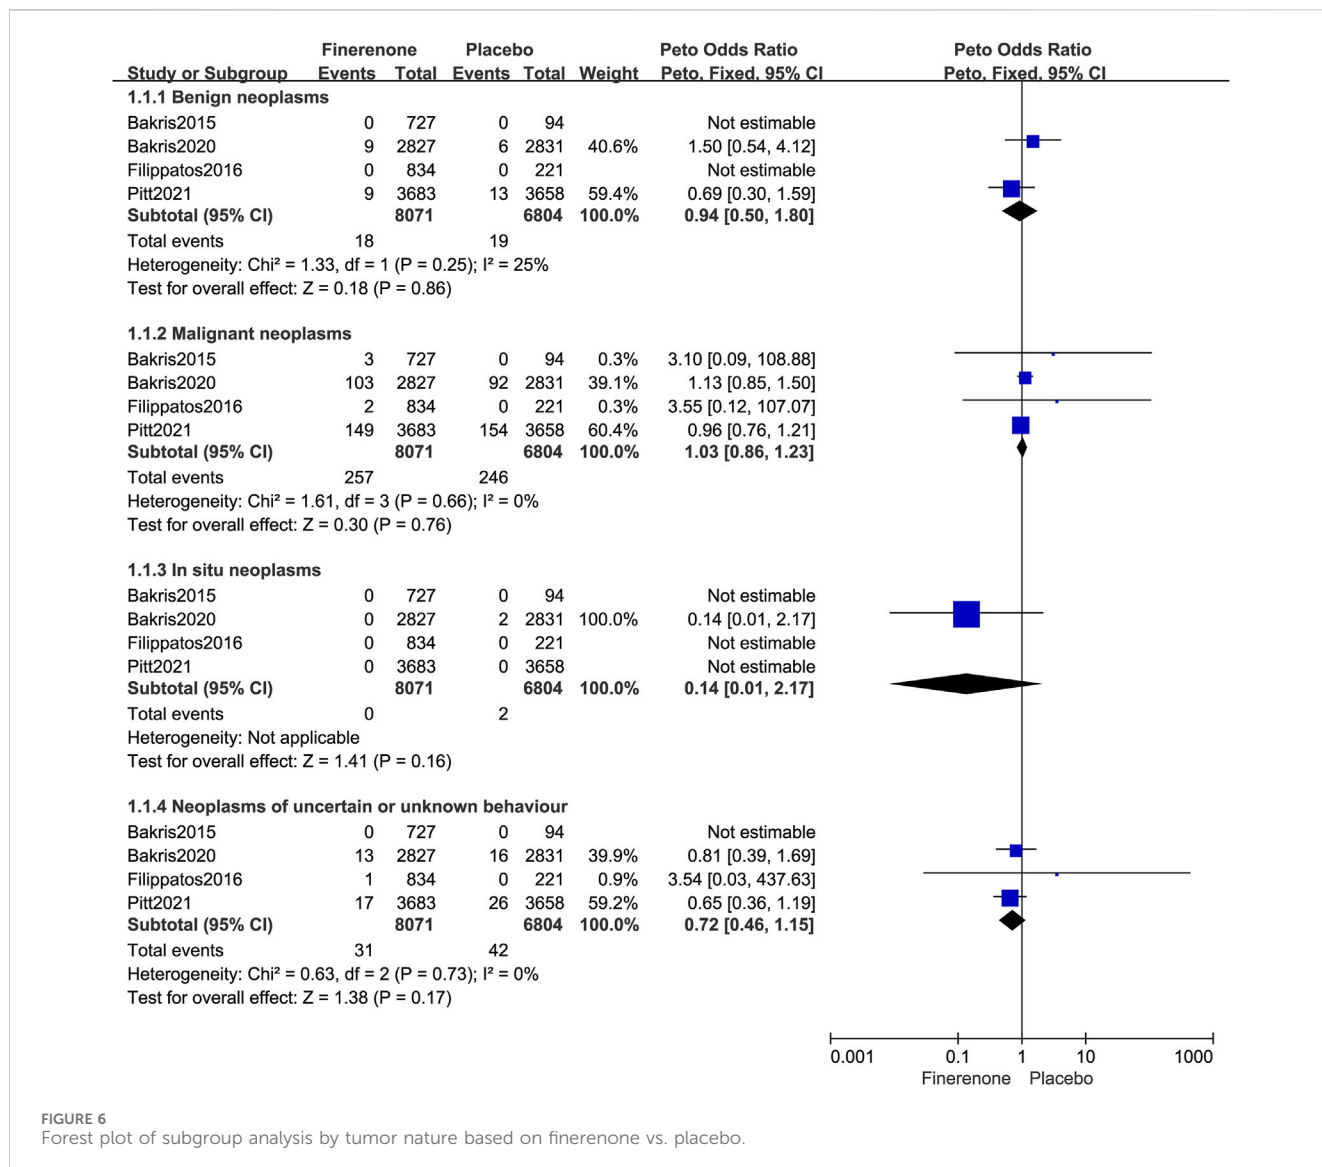 Finerenone Placebo Peto Odds Ratio Peto Odds Ratio
Study or Subgroup Events Total Events Total Weight Peto, Fixed, 95% CI Peto, Fixed, 95% CI
1.1.1 Benign neoplasms
Bakris2015 0 727 0 94 Not estimable
Bakris2020 9 2827 6 2831 40.6% 1.50 [0.54, 4.12]
Filippatos2016 0 834 0 221 Not estimable
Pitt2021 9 3683 13 3658 59.4% 0.69 [0.30, 1.59]
Subtotal (95% CI) 8071 6804 100.0% 0.94 [0.50, 1.80]
Total events 18 19
Heterogeneity: Chi² = 1.33, df = 1 (P = 0.25); I² = 25%
Test for overall effect: Z = 0.18 (P = 0.86)
1.1.2 Malignant neoplasms
Bakris2015 3 727 0 94 0.3% 3.10 [0.09, 108.88]
Bakris2020 103 2827 92 2831 39.1% 1.13 [0.85, 1.50]
Filippatos2016 2 834 0 221 0.3% 3.55 [0.12, 107.07]
Pitt2021 149 3683 154 3658 60.4% 0.96 [0.76, 1.21]
Subtotal (95% CI) 8071 6804 100.0% 1.03 [0.86, 1.23]
Total events 257 246
Heterogeneity: Chi² = 1.61, df = 3 (P = 0.66); I² = 0%
Test for overall effect: Z = 0.30 (P = 0.76)
1.1.3 In situ neoplasms
Bakris2015 0 727 0 94 Not estimable
Bakris2020 0 2827 2 2831 100.0% 0.14 [0.01, 2.17]
Filippatos2016 0 834 0 221 Not estimable
Pitt2021 0 3683 0 3658 Not estimable
Subtotal (95% CI) 8071 6804 100.0% 0.14 [0.01, 2.17]
Total events 0 2
Heterogeneity: Not applicable
Test for overall effect: Z = 1.41 (P = 0.16)
1.1.4 Neoplasms of uncertain or unknown behaviour
Bakris2015 0 727 0 94 Not estimable
Bakris2020 13 2827 16 2831 39.9% 0.81 [0.39, 1.69]
Filippatos2016 1 834 0 221 0.9% 3.54 [0.03, 437.63]
Pitt2021 17 3683 26 3658 59.2% 0.65 [0.36, 1.19]
Subtotal (95% CI) 8071 6804 100.0% 0.72 [0.46, 1.15]
Total events 31 42
Heterogeneity: Chi² = 0.63, df = 2 (P = 0.73); I² = 0%
Test for overall effect: Z = 1.38 (P = 0.17)
0.001 0.1 1 10 1000
Finerenone Placebo
FIGURE 6
Forest plot of subgroup analysis by tumor nature based on finerenone vs. placebo.